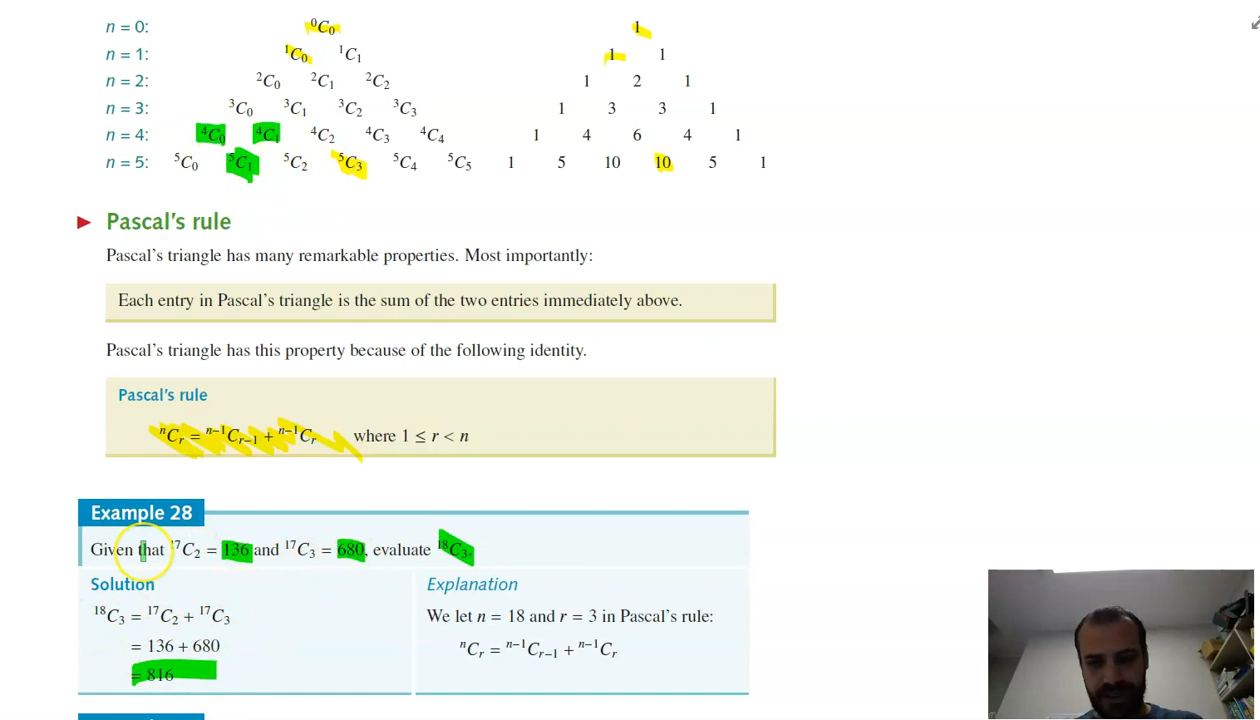 n = 0: ⁰C₀ 1
n = 1: ¹C₀ ¹C₁ 1 1
n = 2: ²C₀ ²C₁ ²C₂ 1 2 1
n = 3: ³C₀ ³C₁ ³C₂ ³C₃ 1 3 3 1
n = 4: ⁴C₀ ⁴C₁ ⁴C₂ ⁴C₃ ⁴C₄ 1 4 6 4 1
n = 5: ⁵C₀ ⁵C₁ ⁵C₂ ⁵C₃ ⁵C₄ ⁵C₅ 1 5 10 10 5 1
Pascal's rule
Pascal's triangle has many remarkable properties. Most importantly:
Each entry in Pascal's triangle is the sum of the two entries immediately above.
Pascal's triangle has this property because of the following identity.
Pascal's rule
ⁿCᵣ = ⁿ⁻¹Cᵣ₋₁ + ⁿ⁻¹Cᵣ where 1 ≤ r < n
Example 28
Given that ¹⁷C₂ = 136 and ¹⁷C₃ = 680, evaluate ¹⁸C₃.
Solution
¹⁸C₃ = ¹⁷C₂ + ¹⁷C₃
= 136 + 680
= 816
Explanation
We let n = 18 and r = 3 in Pascal's rule:
ⁿCᵣ = ⁿ⁻¹Cᵣ₋₁ + ⁿ⁻¹Cᵣ